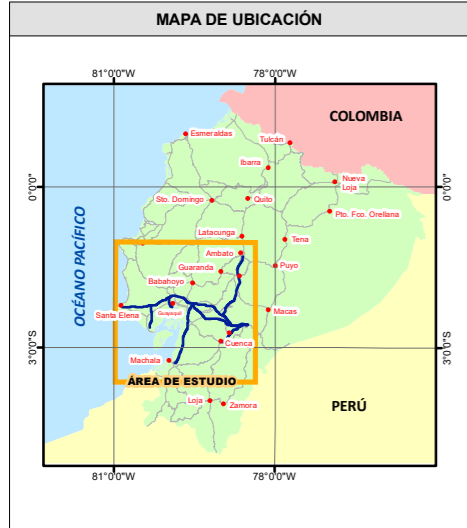 MAPA DE UBICACIÓN
81°0'0"W
78°0'0"W
COLOMBIA
Esmeraldas
Tulcán
Ibarra
Nueva
Loja
0°0'0"
0°0'0"
Sto. Domingo
Quito
Pto. Fco. Orellana
OCÉANO PACÍFICO
Latacunga
Tena
Ambato
Guaranda
Puyo
Babahoyo
Santa Elena
Guayaquil
Macas
3°0'0"S
3°0'0"S
Cuenca
Machala
ÁREA DE ESTUDIO
Loja
Zamora
PERÚ
81°0'0"W
78°0'0"W